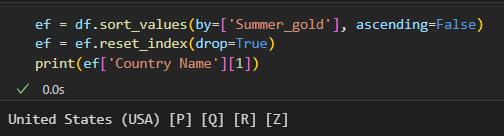 ef = df.sort_values(by=['Summer_gold'], ascending=False)
ef = ef.reset_index(drop=True)
print(ef['Country Name'][1])
✓ 0.0s
United States (USA) [P] [Q] [R] [Z]